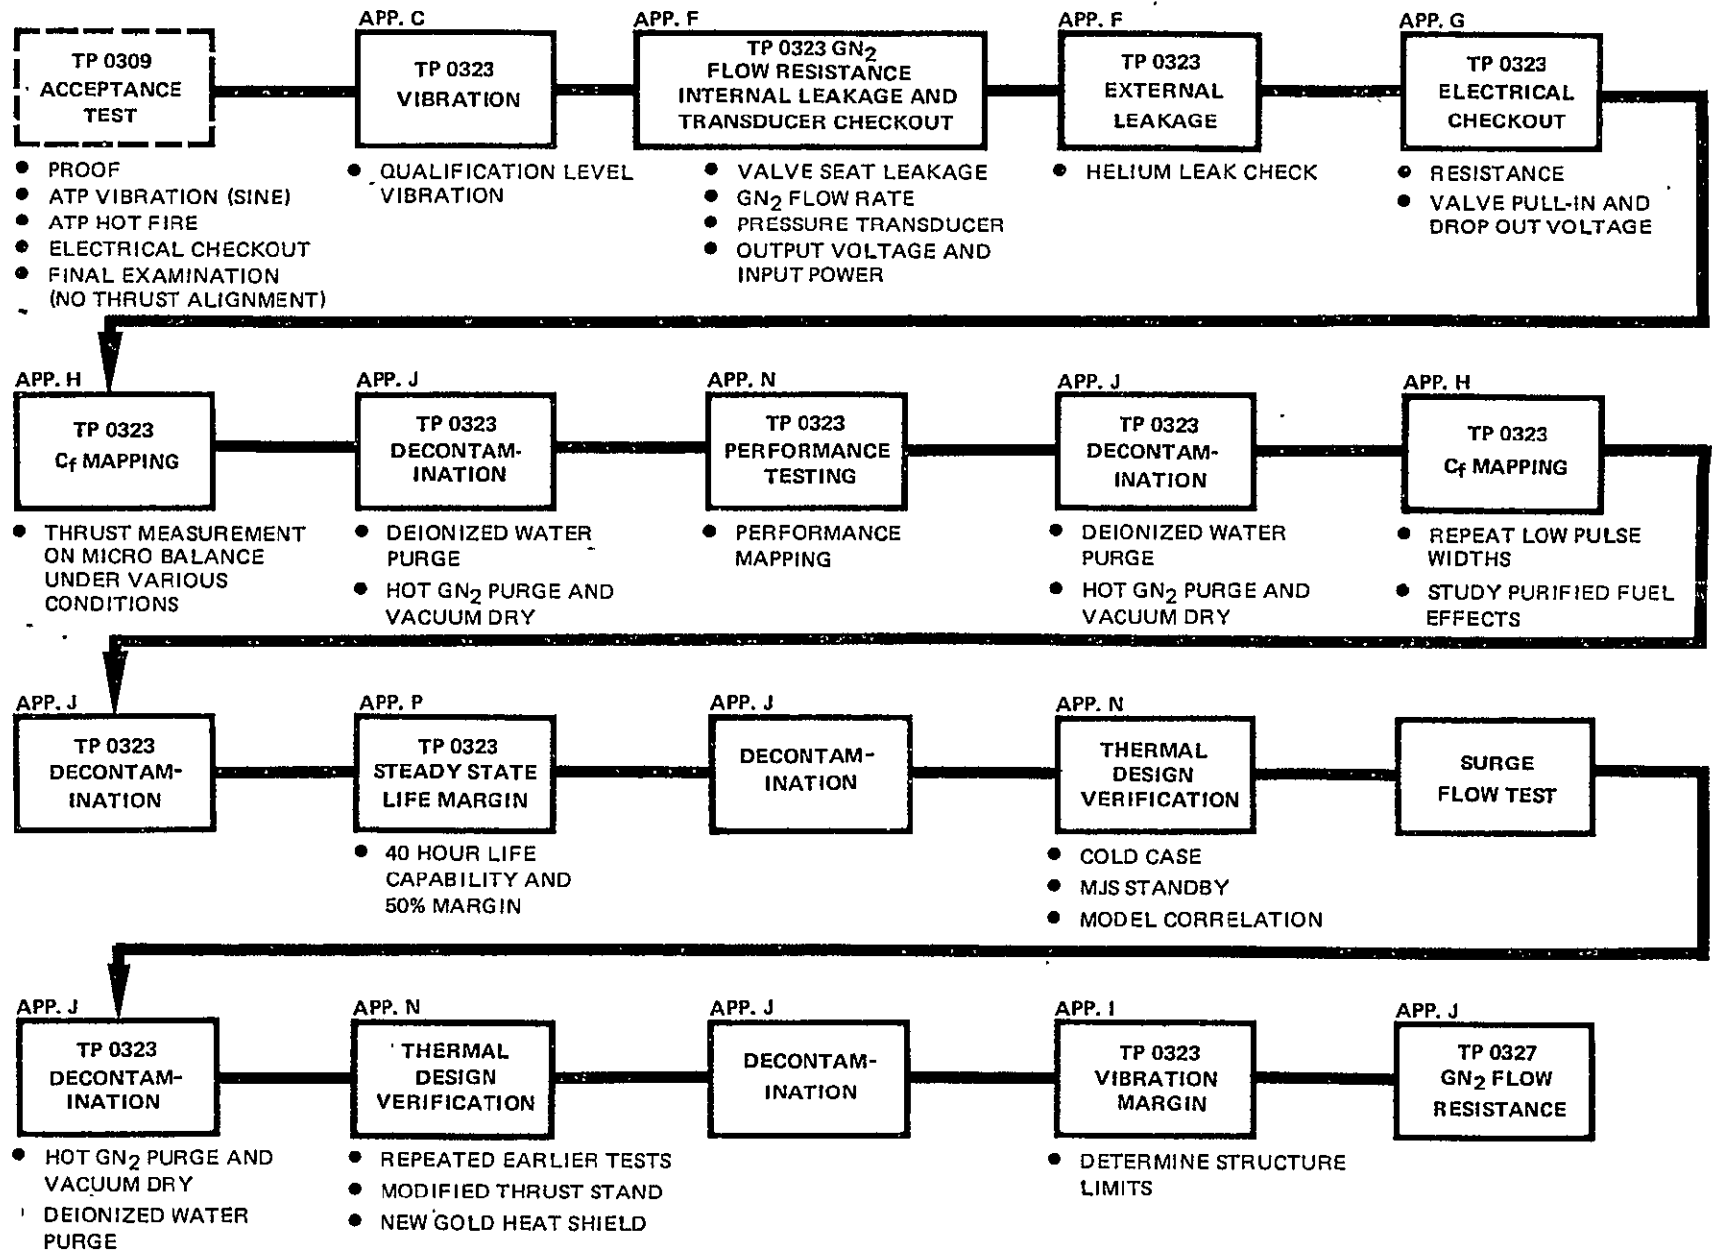 APP. C
APP. F
APP. F
APP. G
TP 0309
ACCEPTANCE
TEST
TP 0323
VIBRATION
TP 0323 GN2
FLOW RESISTANCE
INTERNAL LEAKAGE AND
TRANSDUCER CHECKOUT
TP 0323
EXTERNAL
LEAKAGE
TP 0323
ELECTRICAL
CHECKOUT
• PROOF
• ATP VIBRATION (SINE)
• ATP HOT FIRE
• ELECTRICAL CHECKOUT
• FINAL EXAMINATION
(NO THRUST ALIGNMENT)
• QUALIFICATION LEVEL
VIBRATION
• VALVE SEAT LEAKAGE
• GN2 FLOW RATE
• PRESSURE TRANSDUCER
• OUTPUT VOLTAGE AND
INPUT POWER
• HELIUM LEAK CHECK
• RESISTANCE
• VALVE PULL-IN AND
DROP OUT VOLTAGE
APP. H
APP. J
APP. N
APP. J
APP. H
TP 0323
Cf MAPPING
TP 0323
DECONTAM-
INATION
TP 0323
PERFORMANCE
TESTING
TP 0323
DECONTAM-
INATION
TP 0323
Cf MAPPING
• THRUST MEASUREMENT
ON MICRO BALANCE
UNDER VARIOUS
CONDITIONS
• DEIONIZED WATER
PURGE
• HOT GN2 PURGE AND
VACUUM DRY
• PERFORMANCE
MAPPING
• DEIONIZED WATER
PURGE
• HOT GN2 PURGE AND
VACUUM DRY
• REPEAT LOW PULSE
WIDTHS
• STUDY PURIFIED FUEL
EFFECTS
APP. J
APP. P
APP. J
APP. N
TP 0323
DECONTAM-
INATION
TP 0323
STEADY STATE
LIFE MARGIN
DECONTAM-
INATION
THERMAL
DESIGN
VERIFICATION
SURGE
FLOW TEST
• 40 HOUR LIFE
CAPABILITY AND
50% MARGIN
• COLD CASE
• MJS STANDBY
• MODEL CORRELATION
APP. J
APP. N
APP. J
APP. I
APP. J
TP 0323
DECONTAM-
INATION
THERMAL
DESIGN
VERIFICATION
DECONTAM-
INATION
TP 0323
VIBRATION
MARGIN
TP 0327
GN2 FLOW
RESISTANCE
• HOT GN2 PURGE AND
VACUUM DRY
DEIONIZED WATER
PURGE
• REPEATED EARLIER TESTS
• MODIFIED THRUST STAND
• NEW GOLD HEAT SHIELD
• DETERMINE STRUCTURE
LIMITS